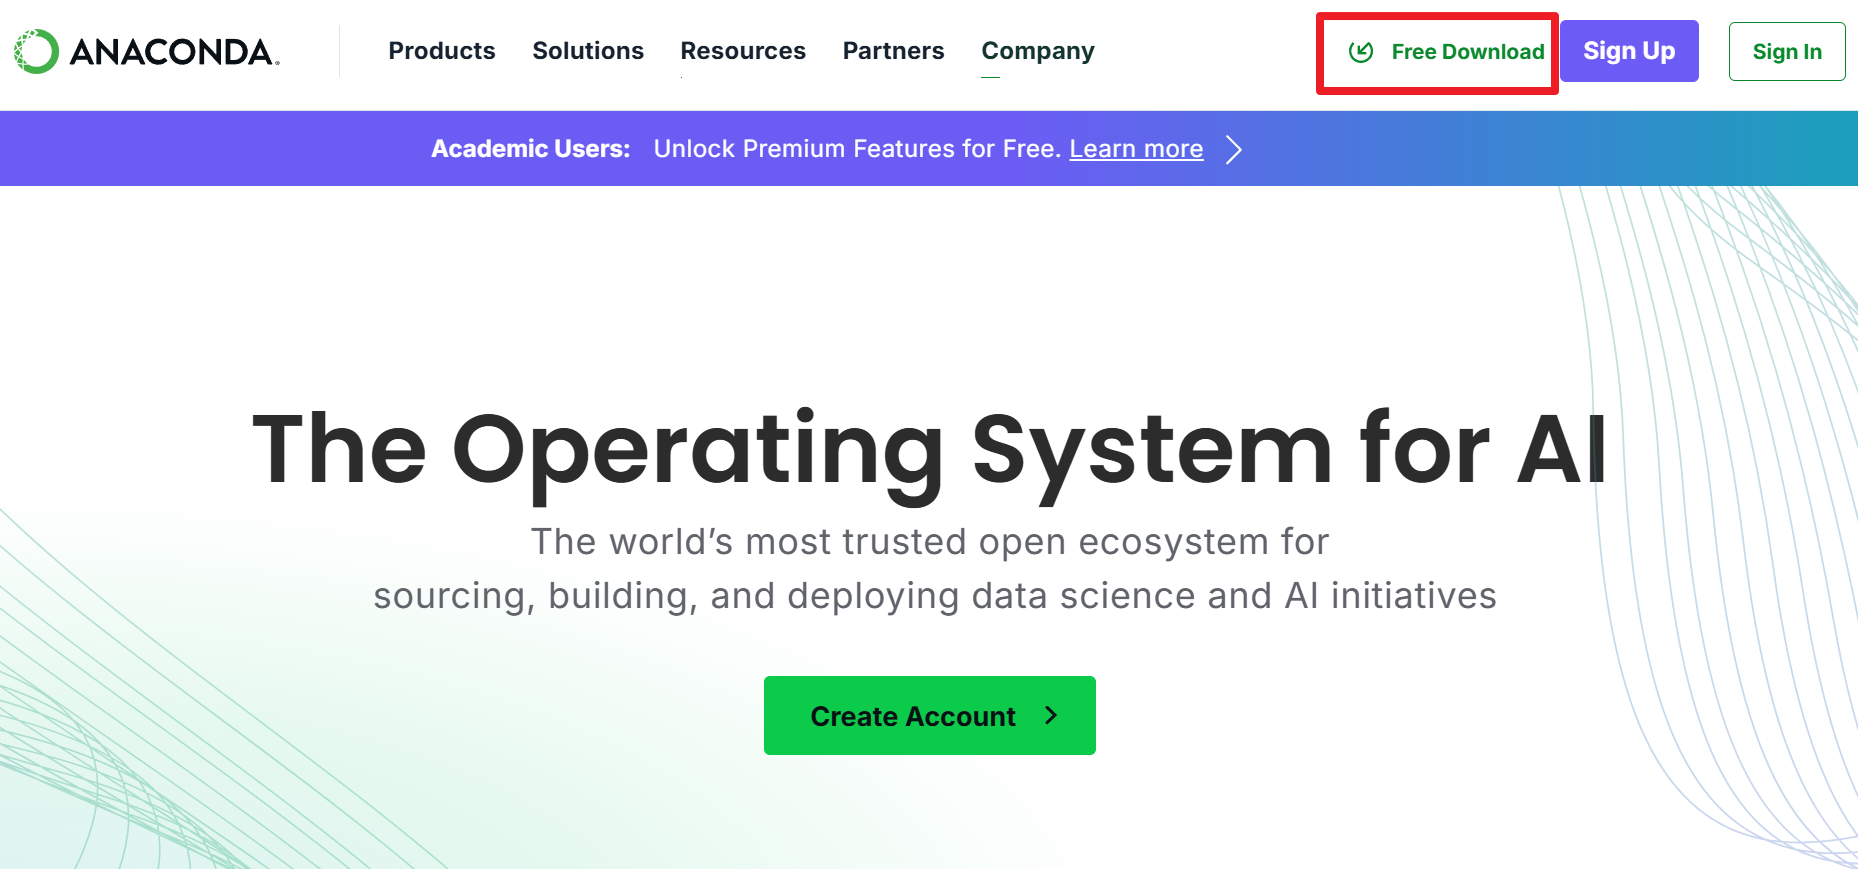 ANACONDA.
Products Solutions Resources Partners Company Free Download Sign Up Sign In
Academic Users: Unlock Premium Features for Free. Learn more
The Operating System for AI
The world’s most trusted open ecosystem for
sourcing, building, and deploying data science and AI initiatives
Create Account